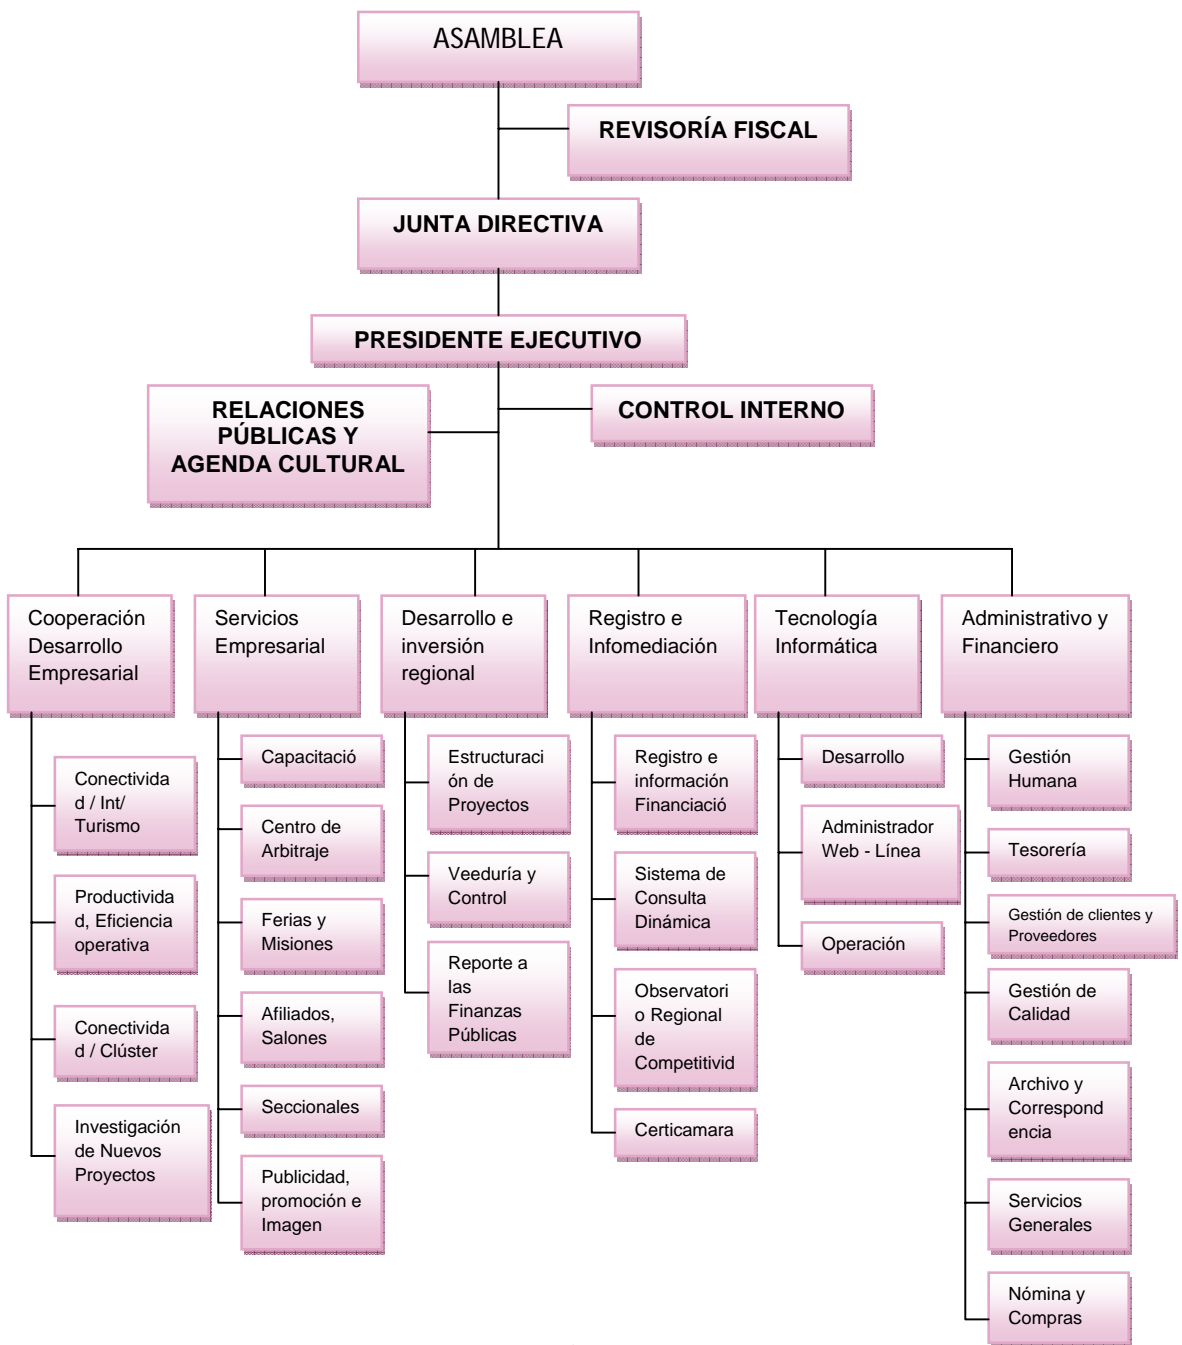 ASAMBLEA
REVISORÍA FISCAL
JUNTA DIRECTIVA
PRESIDENTE EJECUTIVO
RELACIONES
PÚBLICAS Y
AGENDA CULTURAL
CONTROL INTERNO
Cooperación
Desarrollo
Empresarial
Conectivida
d / Int/
Turismo
Productivida
d, Eficiencia
operativa
Conectivida
d / Clúster
Investigación
de Nuevos
Proyectos
Servicios
Empresarial
Capacitació
Centro de
Arbitraje
Ferias y
Misiones
Afiliados,
Salones
Seccionales
Publicidad,
promoción e
Imagen
Desarrollo e
inversión
regional
Estructuraci
ón de
Proyectos
Veeduría y
Control
Reporte a
las
Finanzas
Públicas
Registro e
Infomediación
Registro e
información
Financiació
Sistema de
Consulta
Dinámica
Observatori
o Regional
de
Competitivid
Certicamara
Tecnología
Informática
Desarrollo
Administrador
Web - Línea
Operación
Administrativo y
Financiero
Gestión
Humana
Tesorería
Gestión de clientes y
Proveedores
Gestión de
Calidad
Archivo y
Correspond
encia
Servicios
Generales
Nómina y
Compras